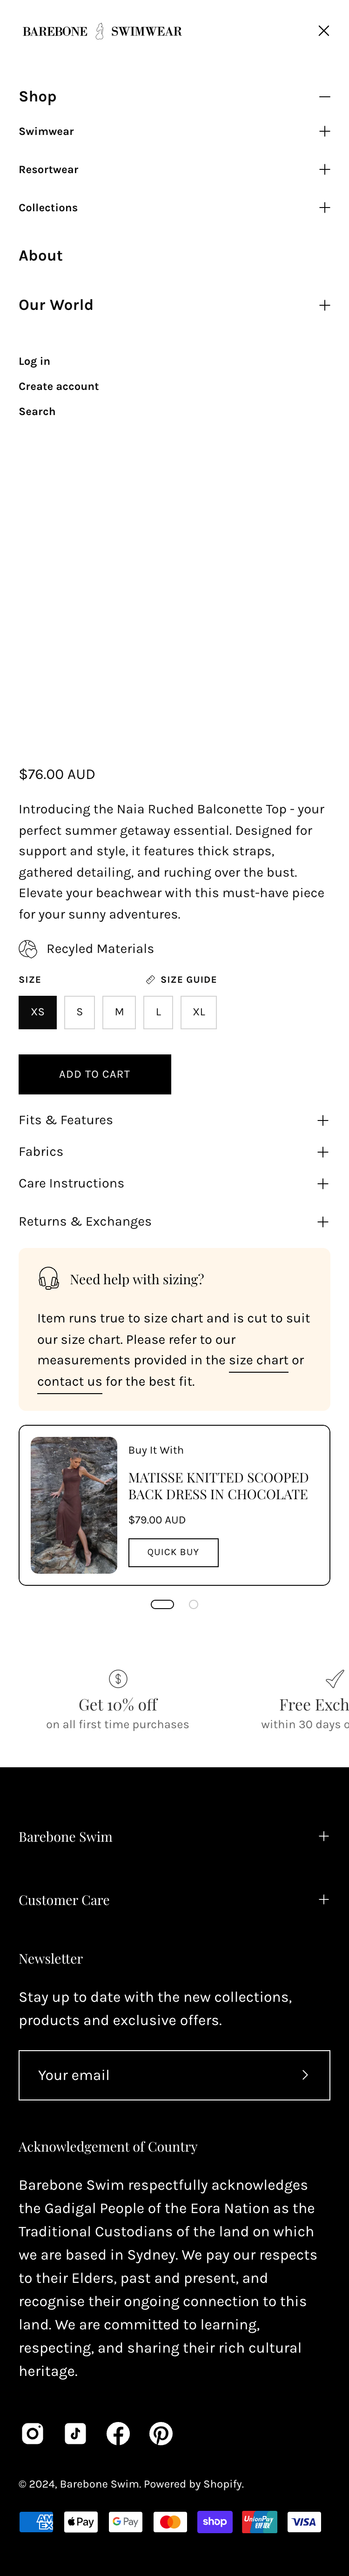 BAREBONE SWIMWEAR
Shop
Swimwear
Resortwear
Collections
About
Our World
Log in
Create account
Search
$76.00 AUD
Introducing the Naia Ruched Balconette Top - your
perfect summer getaway essential. Designed for
support and style, it features thick straps,
gathered detailing, and ruching over the bust.
Elevate your beachwear with this must-have piece
for your sunny adventures.
Recyled Materials
SIZE
SIZE GUIDE
XS S M L XL
ADD TO CART
Fits & Features
Fabrics
Care Instructions
Returns & Exchanges
Need help with sizing?
Item runs true to size chart and is cut to suit
our size chart. Please refer to our
measurements provided in the size chart or
contact us for the best fit.
Buy It With
MATISSE KNITTED SCOOPED
BACK DRESS IN CHOCOLATE
$79.00 AUD
QUICK BUY
Get 10% off
on all first time purchases
Free Exch
within 30 days o
Barebone Swim
Customer Care
Newsletter
Stay up to date with the new collections,
products and exclusive offers.
Your email
Acknowledgement of Country
Barebone Swim respectfully acknowledges
the Gadigal People of the Eora Nation as the
Traditional Custodians of the land on which
we are based in Sydney. We pay our respects
to their Elders, past and present, and
recognise their ongoing connection to this
land. We are committed to learning,
respecting, and sharing their rich cultural
heritage.
© 2024, Barebone Swim. Powered by Shopify.
AMEX Pay G Pay shop UnionPay VISA